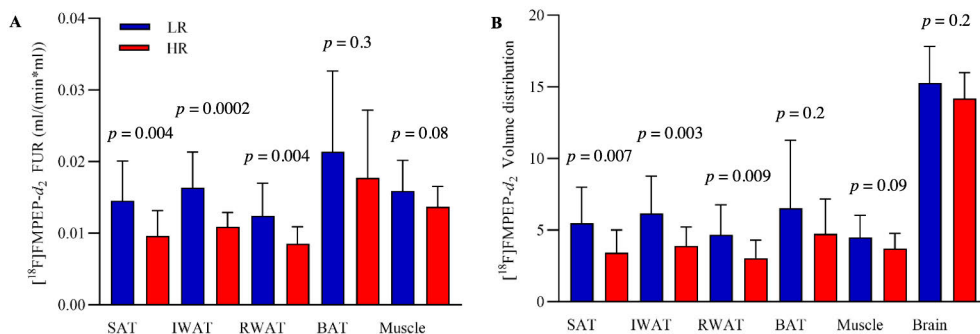 A
LR
HR
[¹⁸F]FMPEP-d₂ FUR (ml/(min*ml))
0.04
0.03
0.02
0.01
0.00
p = 0.004
p = 0.0002
p = 0.004
p = 0.3
p = 0.08
SAT IWAT RWAT BAT Muscle
B
[¹⁸F]FMPEP-d₂ Volume distribution
20
15
10
5
0
p = 0.007
p = 0.003
p = 0.009
p = 0.2
p = 0.09
p = 0.2
SAT IWAT RWAT BAT Muscle Brain